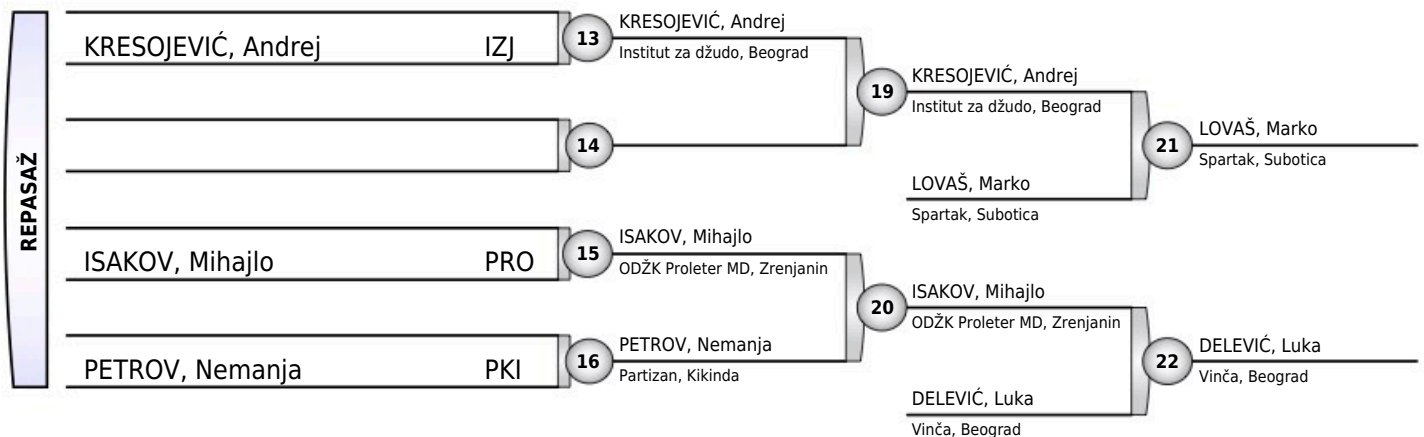 REPASAŽ
KRESOJEVIĆ, Andrej IZJ
13
KRESOJEVIĆ, Andrej
Institut za džudo, Beograd
14
19
KRESOJEVIĆ, Andrej
Institut za džudo, Beograd
LOVAŠ, Marko
Spartak, Subotica
21
LOVAŠ, Marko
Spartak, Subotica
ISAKOV, Mihajlo PRO
15
ISAKOV, Mihajlo
ODŽK Proleter MD, Zrenjanin
PETROV, Nemanja PKI
16
PETROV, Nemanja
Partizan, Kikinda
20
ISAKOV, Mihajlo
ODŽK Proleter MD, Zrenjanin
DELEVIĆ, Luka
Vinča, Beograd
22
DELEVIĆ, Luka
Vinča, Beograd